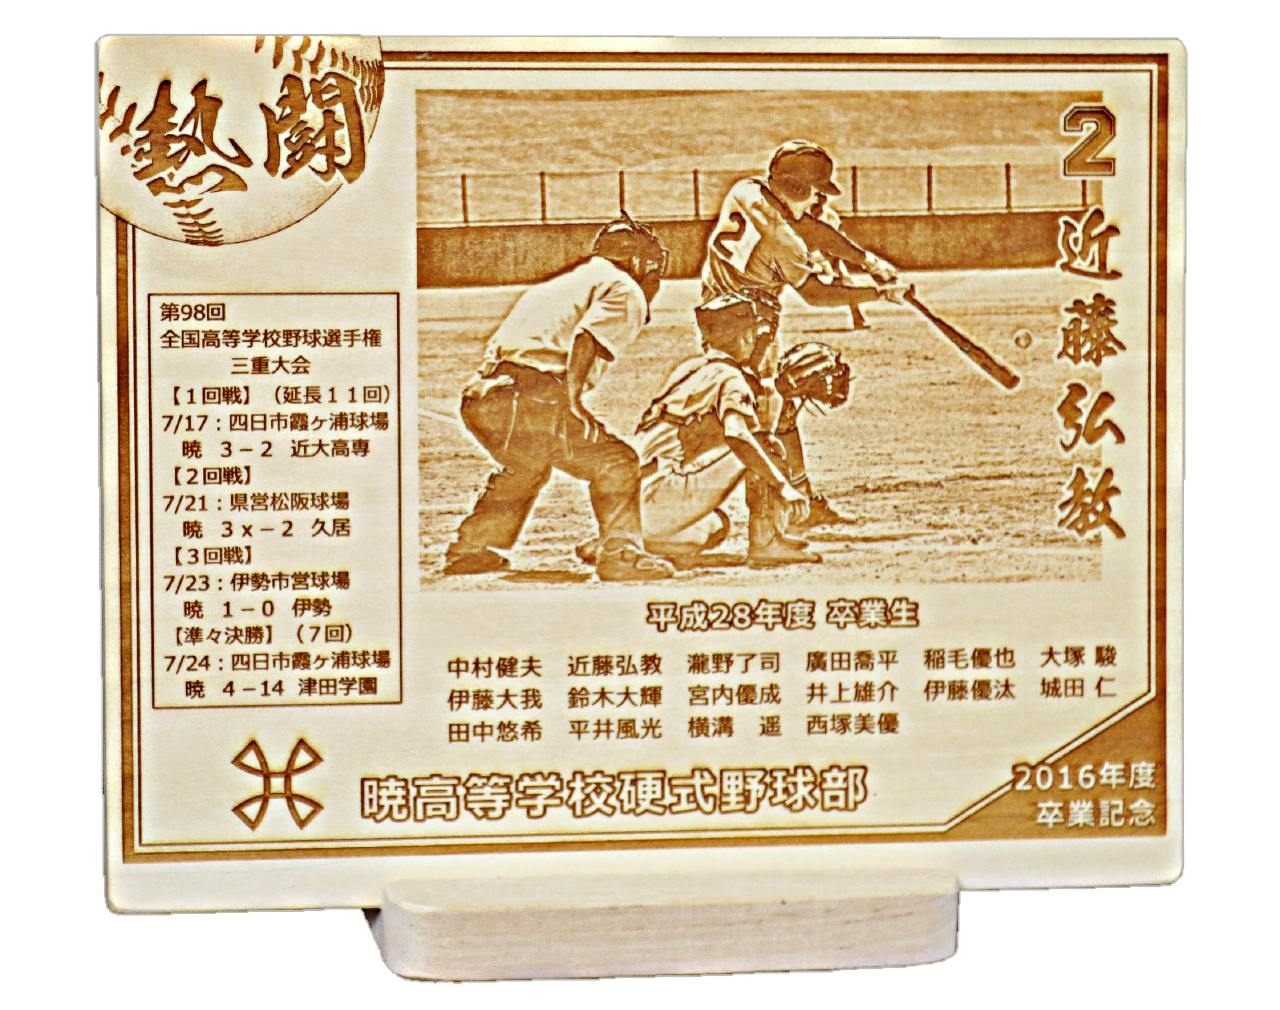 熱闘
第98回
全国高等学校野球選手権
三重大会
【1回戦】（延長11回）
7/17：四日市霞ヶ浦球場
暁 3－2 近大高専
【2回戦】
7/21：県営松阪球場
暁 3x－2 久居
【3回戦】
7/23：伊勢市営球場
暁 1－0 伊勢
【準々決勝】（7回）
7/24：四日市霞ヶ浦球場
暁 4－14 津田学園
2
2
近藤弘教
平成28年度 卒業生
中村健夫 近藤弘教 瀧野了司 廣田喬平 稲毛優也 大塚 駿
伊藤大我 鈴木大輝 宮内優成 井上雄介 伊藤優汰 城田 仁
田中悠希 平井風光 横溝 遥 西塚美優
暁高等学校硬式野球部
2016年度
卒業記念